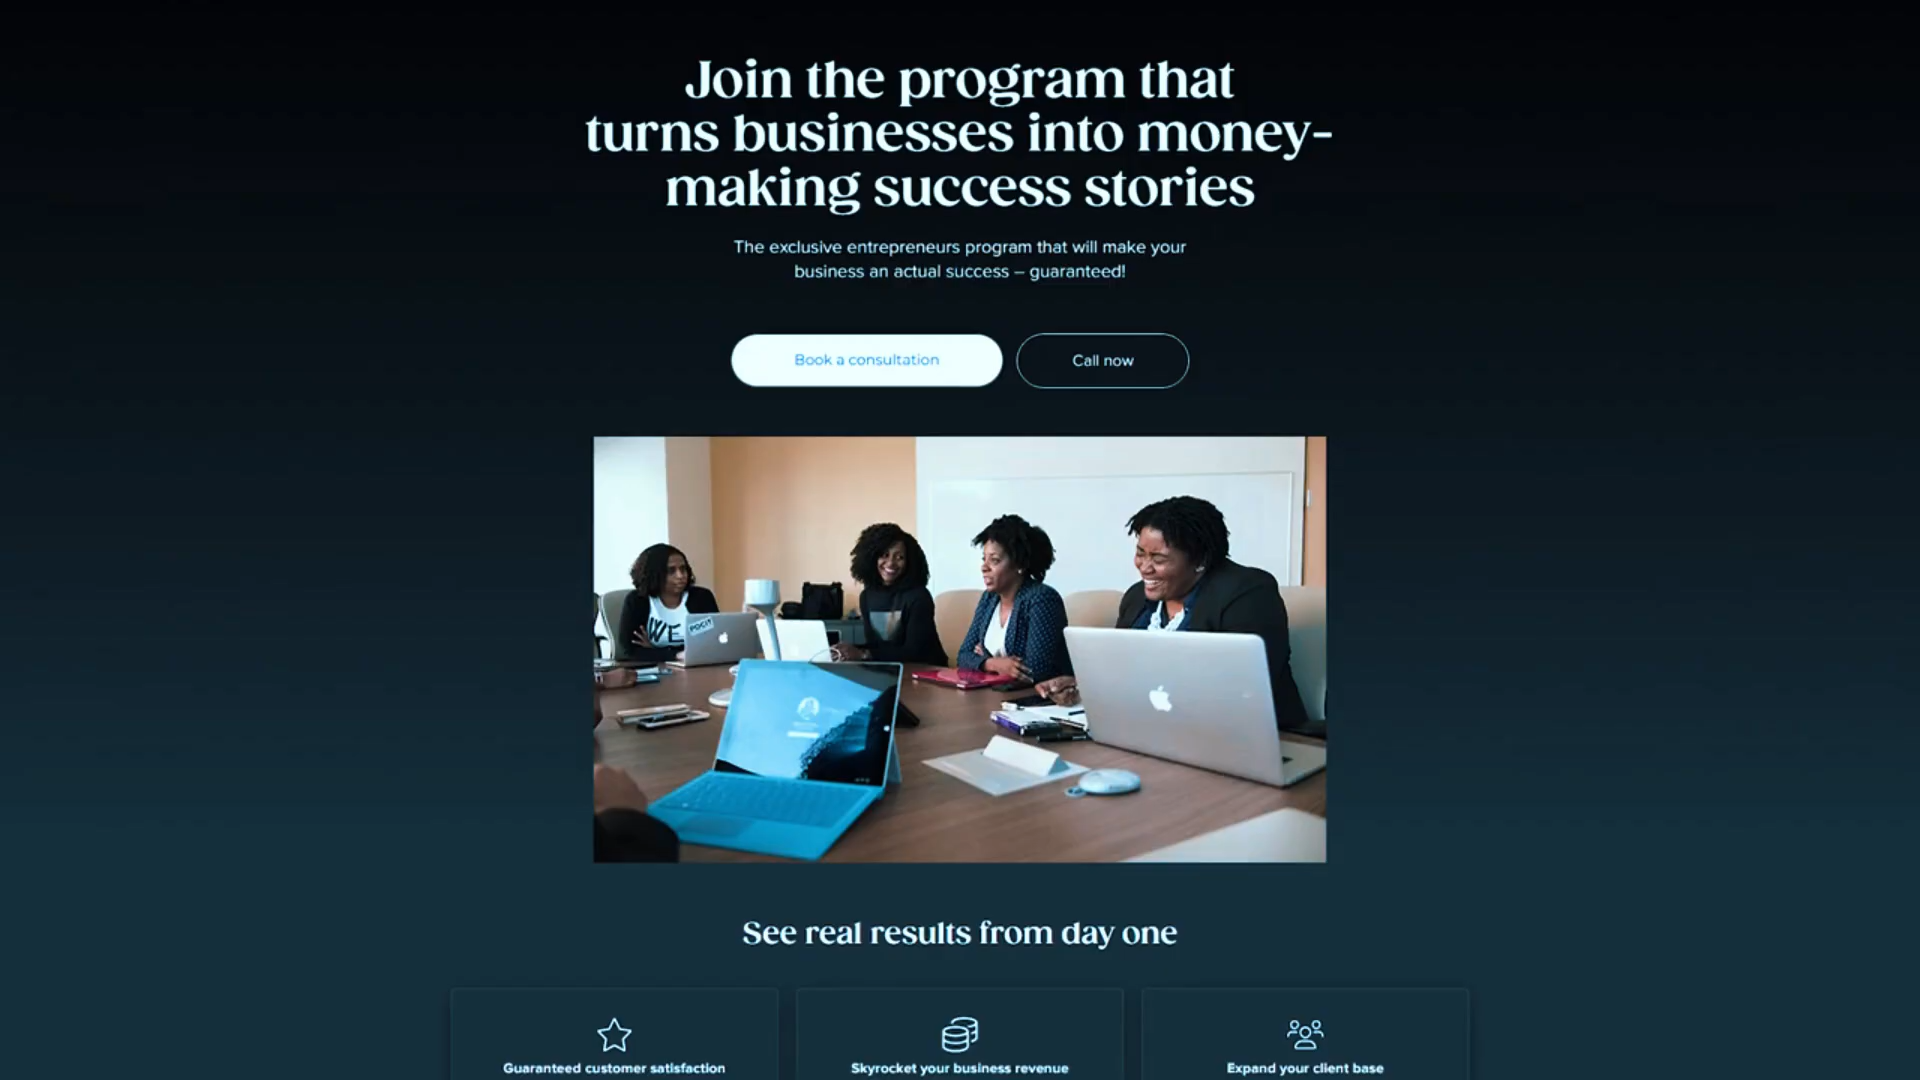 Join the program that
turns businesses into money-
making success stories
The exclusive entrepreneurs program that will make your
business an actual success – guaranteed!
Book a consultation
Call now
WE
POCIT
See real results from day one
Guaranteed customer satisfaction
Skyrocket your business revenue
Expand your client base